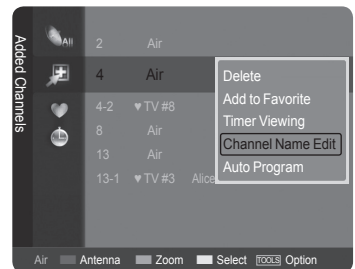 Added Channels
All
2 Air
4 Air
4-2 ♥ TV #8
8 Air
13 Air
13-1 ♥ TV #3 Alice
Delete
Add to Favorite
Timer Viewing
Channel Name Edit
Auto Program
Air Antenna Zoom Select TOOLS Option